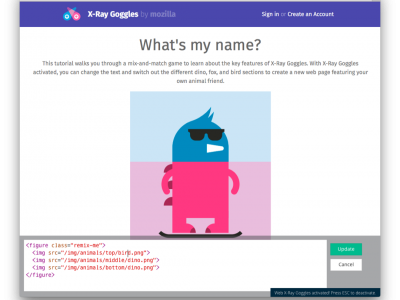 X-Ray Goggles by mozilla
Sign in or Create an Account
What's my name?
This tutorial walks you through a mix-and-match game to learn about the key features of X-Ray Goggles. With X-Ray Goggles
activated, you can change the text and switch out the different dino, fox, and bird sections to create a new web page featuring your
own animal friend.
<figure class="remix-me">
<img src="/img/animals/top/bird.png">
<img src="/img/animals/middle/dino.png">
<img src="/img/animals/bottom/dino.png">
</figure>
Update
Cancel
Web X-Ray Goggles activated! Press ESC to deactivate